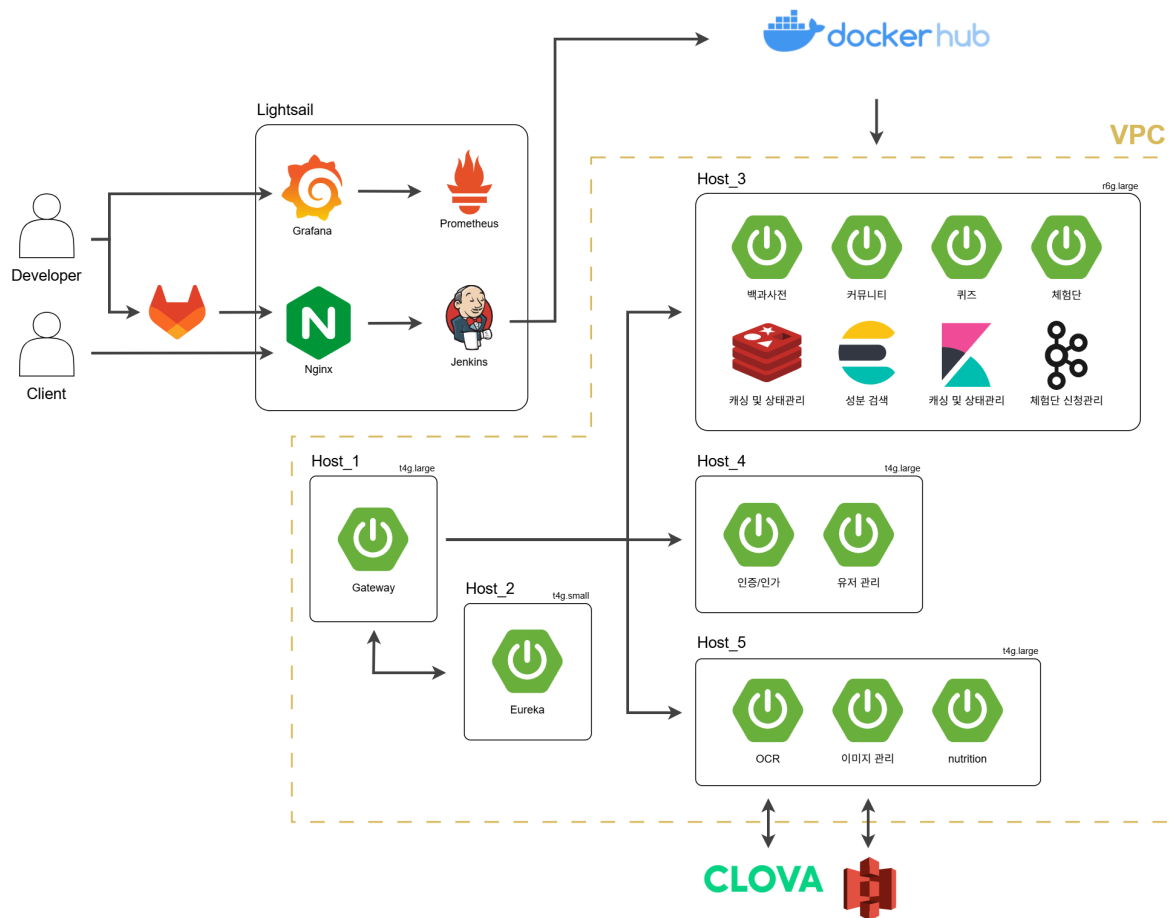 dockerhub
Lightsail
VPC
Host_3
r6g.large
Grafana
Prometheus
백과사전
커뮤니티
퀴즈
체험단
Developer
N
Nginx
Jenkins
캐싱 및 상태관리
성분 검색
캐싱 및 상태관리
체험단 신청관리
Client
Host_1
t4g.large
Gateway
Host_4
t4g.large
인증/인가
유저 관리
Host_2
t4g.small
Eureka
Host_5
t4g.large
OCR
이미지 관리
nutrition
CLOVA